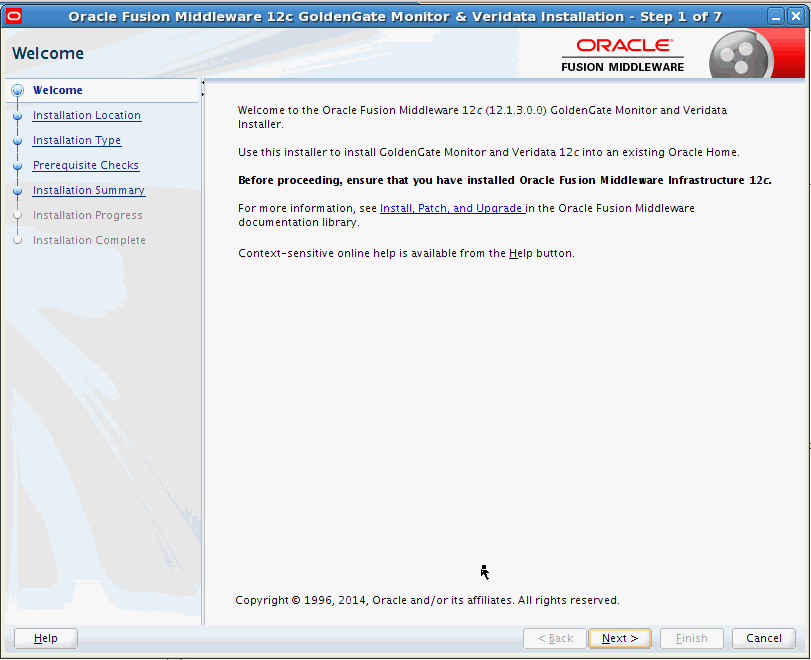 Oracle Fusion Middleware 12c GoldenGate Monitor & Veridata Installation - Step 1 of 7
Welcome
ORACLE®
FUSION MIDDLEWARE
Welcome
Installation Location
Installation Type
Prerequisite Checks
Installation Summary
Installation Progress
Installation Complete
Welcome to the Oracle Fusion Middleware 12c (12.1.3.0.0) GoldenGate Monitor and Veridata
Installer.
Use this installer to install GoldenGate Monitor and Veridata 12c into an existing Oracle Home.
Before proceeding, ensure that you have installed Oracle Fusion Middleware Infrastructure 12c.
For more information, see Install, Patch, and Upgrade in the Oracle Fusion Middleware
documentation library.
Context-sensitive online help is available from the Help button.
Copyright © 1996, 2014, Oracle and/or its affiliates. All rights reserved.
Help
< Back
Next >
Finish
Cancel